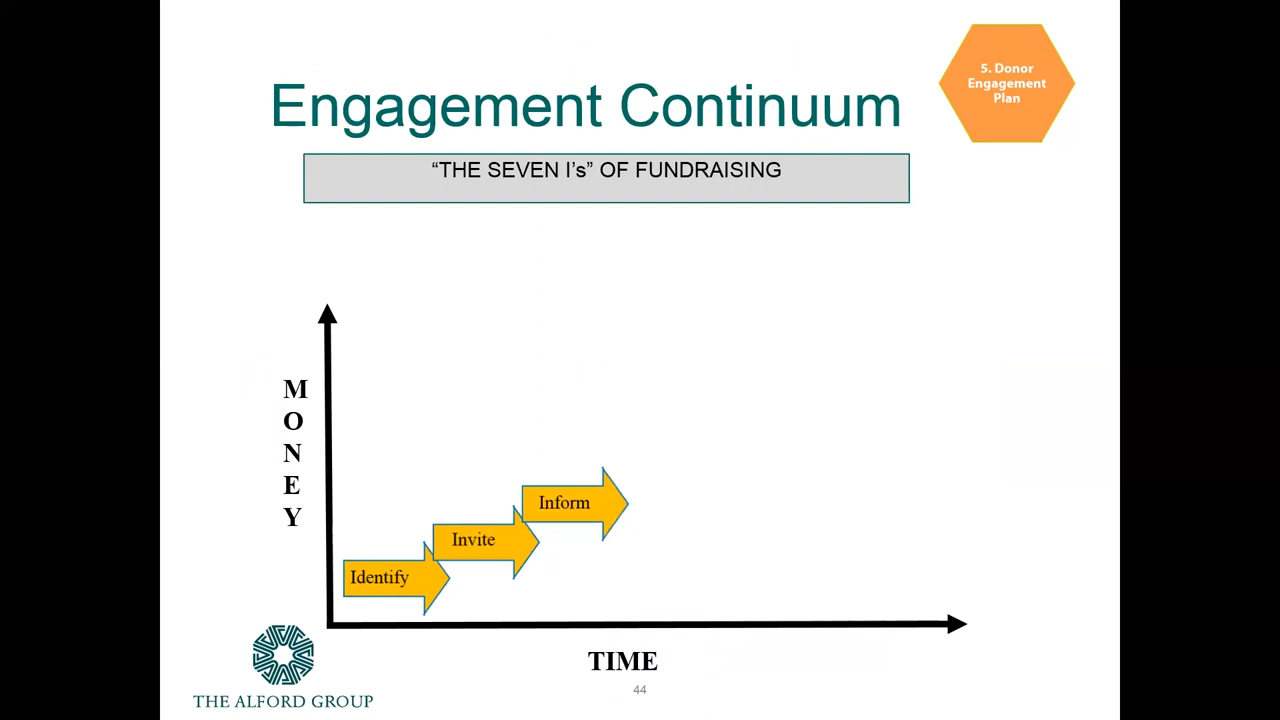 5. Donor
Engagement
Plan
Engagement Continuum
“THE SEVEN I’s” OF FUNDRAISING
M
O
N
E
Y
Inform
Invite
Identify
TIME
44
THE ALFORD GROUP